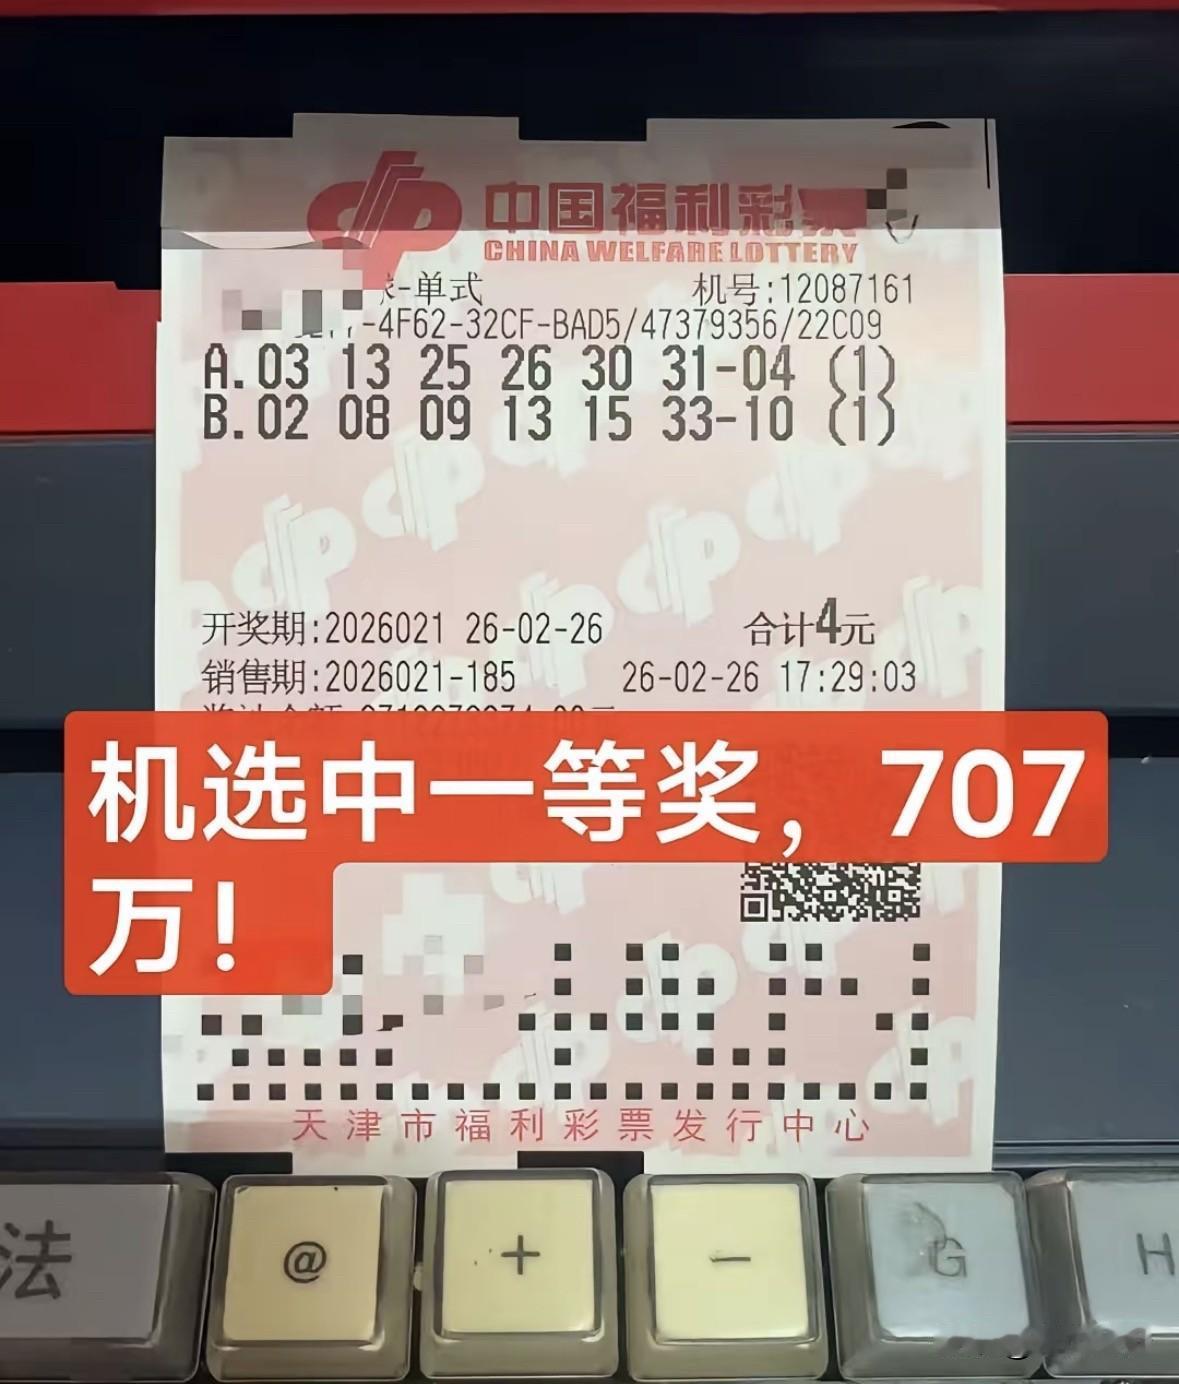 中国福利彩
CHINA WELFARE LOTTERY
-单式 机号:12087161
-4F62-32CF-BAD5/47379356/22C09
A.03 13 25 26 30 31-04 (1)
B.02 08 09 13 15 33-10 (1)
开奖期:2026021 26-02-26 合计4元
销售期:2026021-185 26-02-26 17:29:03
机选中一等奖，707
万！
天津市福利彩票发行中心
法 @ + - G H